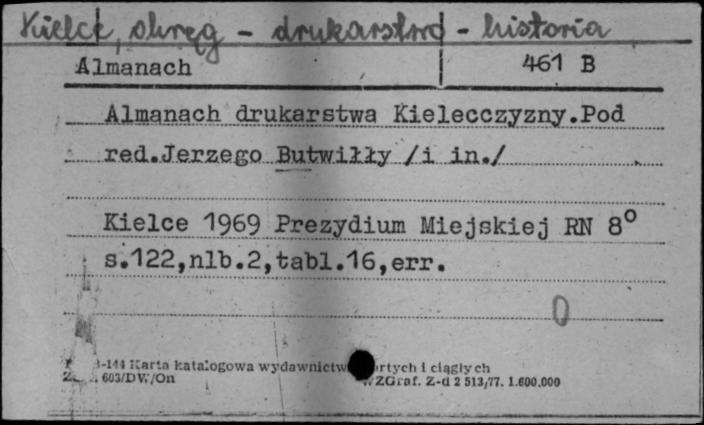 Kielce, okręg - drukarstwo - historia
Almanach 461 B
Almanach drukarstwa Kielecczyzny.Pod
red.Jerzego Butwiłły /i in./
Kielce 1969 Prezydium Miejskiej RN 8°
s.122,nlb.2,tabl.16,err.
0
-144 Karta katalogowa wydawnictw i ciągłych
603/DW/On WZGraf. Z-d 2 513/77. 1.600.000